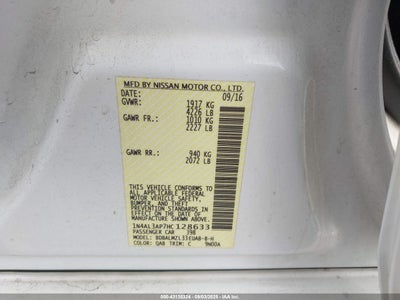 MFD BY NISSAN MOTOR CO., LTD.
DATE: 09/16
GVWR: 1917 KG
4226 LB
GAWR FR.: 1010 KG
2227 LB
GAWR RR.: 940 KG
2072 LB
THIS VEHICLE CONFORMS TO ALL
APPLICABLE FEDERAL
MOTOR VEHICLE SAFETY,
BUMPER, AND THEFT
PREVENTION STANDARDS IN
EFFECT ON THE DATE OF
MANUFACTURE SHOWN ABOVE.
1N4AL3AP7HC128633
PASSENGER CAR
MODEL:
COLOR: QAB TRIM: C